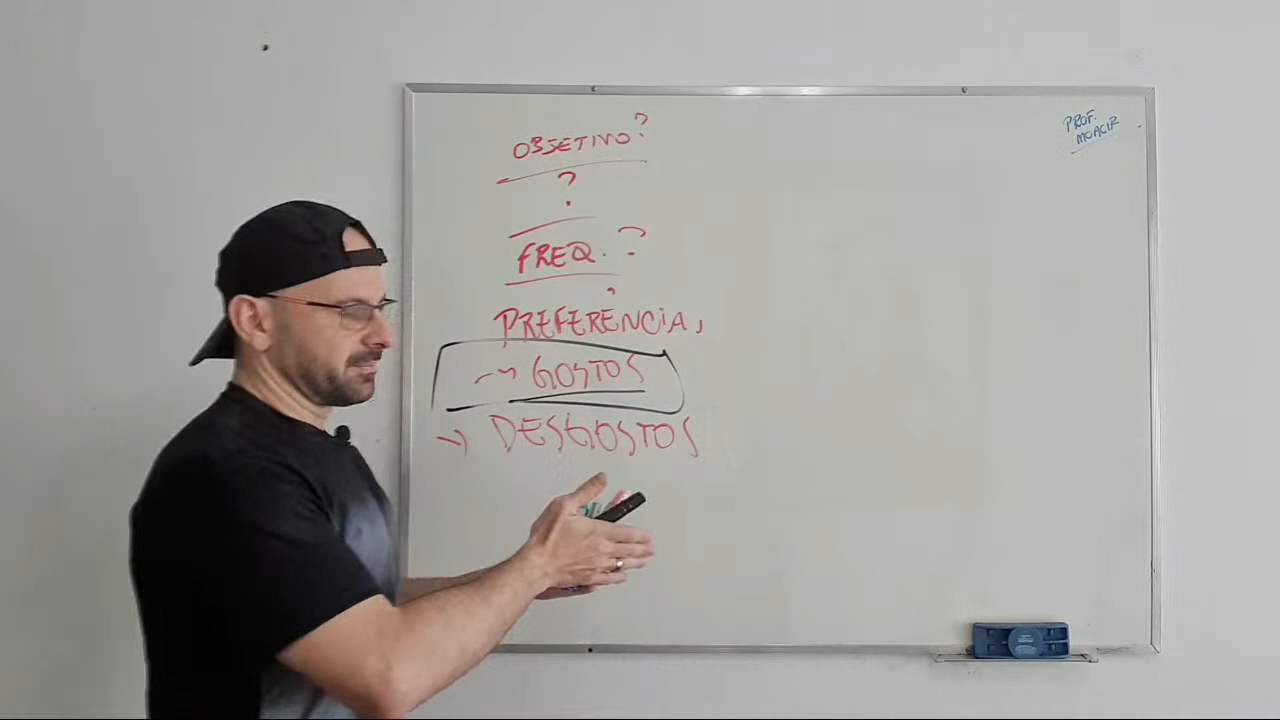 OBJETIVO?
?
FREQ. ?
PREFERENCIA,
→ GOSTOS
→ DESGOSTOS
PROF.
MOACIR